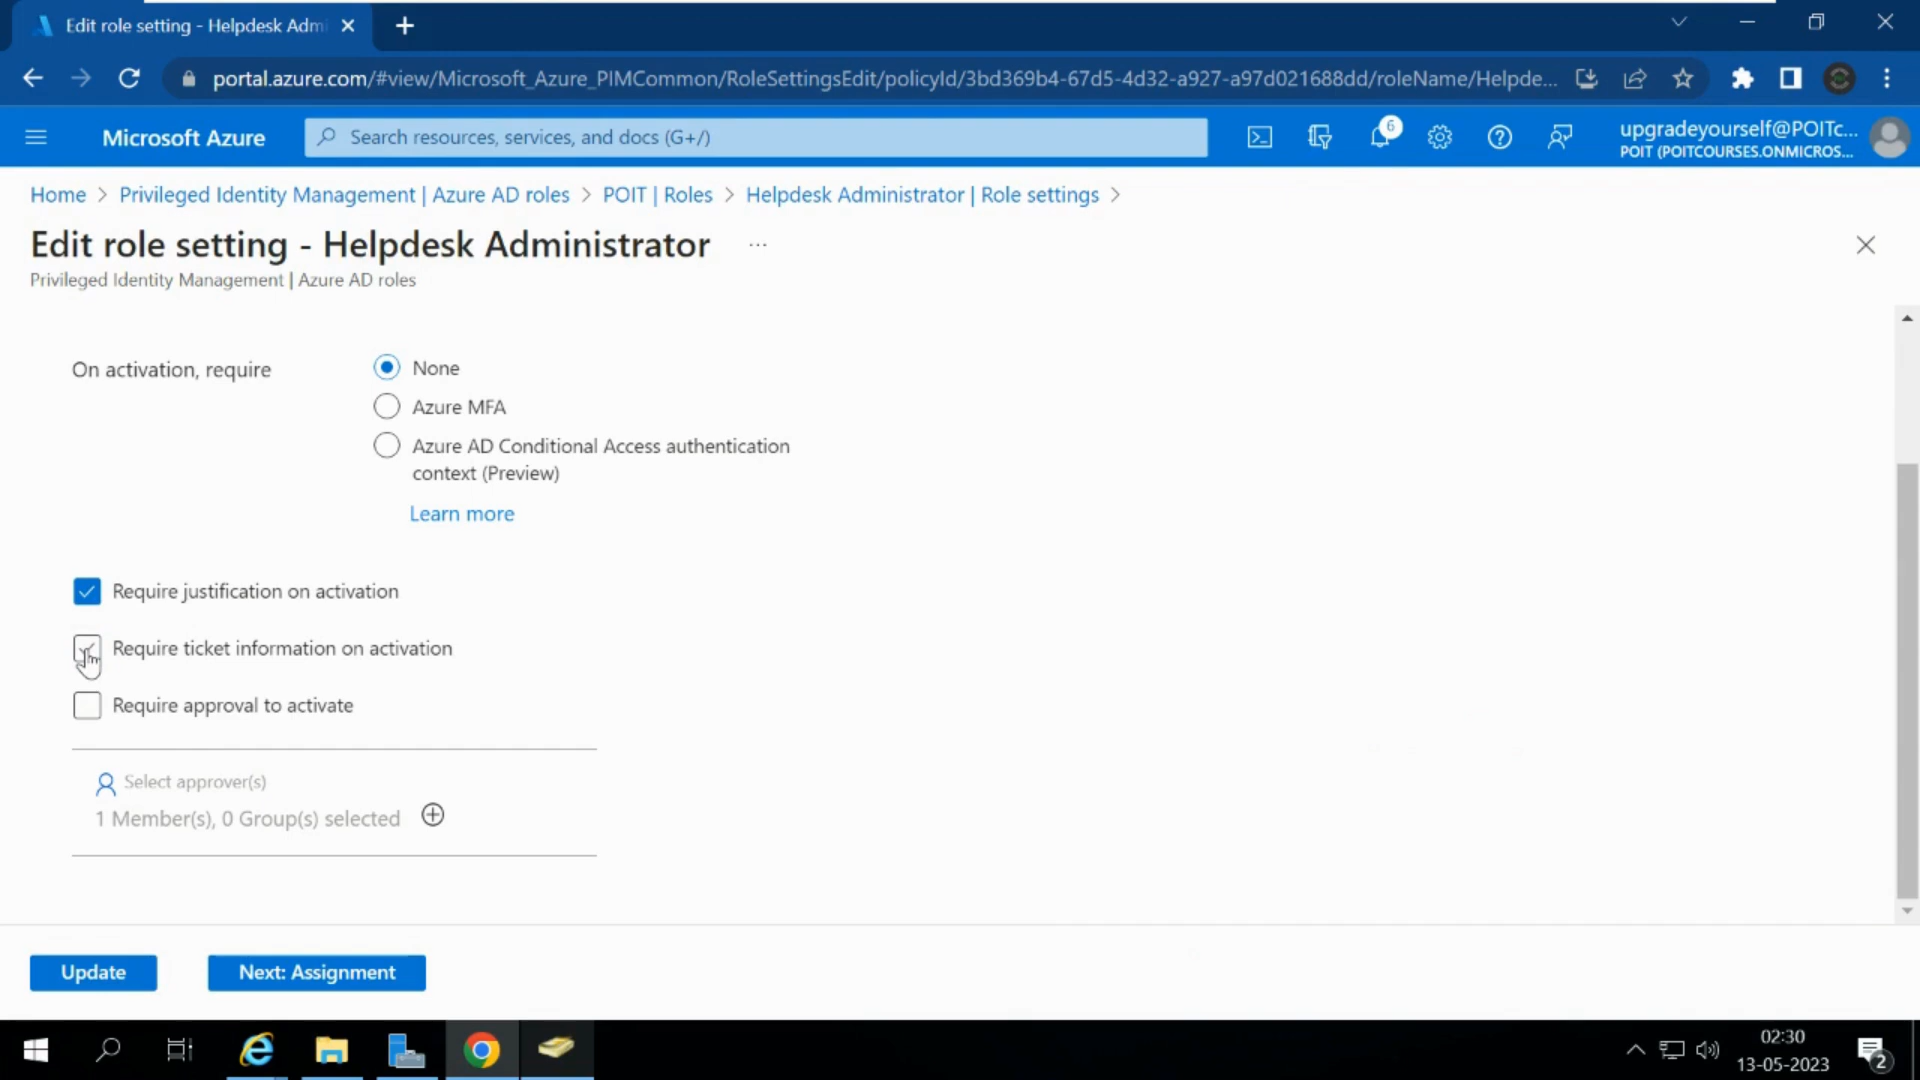 Edit role setting - Helpdesk Admi
portal.azure.com/#view/Microsoft_Azure_PIMCommon/RoleSettingsEdit/policyId/3bd369b4-67d5-4d32-a927-a97d021688dd/roleName/Helpde...
Microsoft Azure
Search resources, services, and docs (G+/)
6
upgradeyourself@POITc...
POIT (POITCOURSES.ONMICROS...
Home > Privileged Identity Management | Azure AD roles > POIT | Roles > Helpdesk Administrator | Role settings >
Edit role setting - Helpdesk Administrator ...
Privileged Identity Management | Azure AD roles
On activation, require
None
Azure MFA
Azure AD Conditional Access authentication
context (Preview)
Learn more
Require justification on activation
Require ticket information on activation
Require approval to activate
Select approver(s)
1 Member(s), 0 Group(s) selected
Update
Next: Assignment
02:30
13-05-2023
2